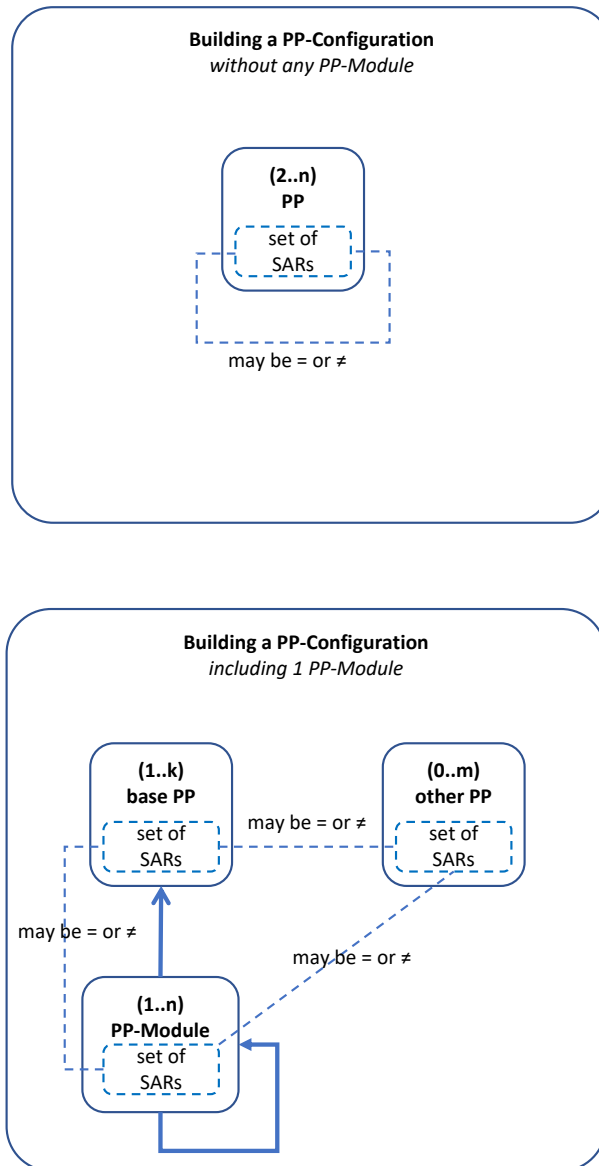 Building a PP-Configuration
without any PP-Module
(2..n)
PP
set of
SARs
may be = or ≠
Building a PP-Configuration
including 1 PP-Module
(1..k)
base PP
set of
SARs
may be = or ≠
(0..m)
other PP
set of
SARs
may be = or ≠
may be = or ≠
(1..n)
PP-Module
set of
SARs